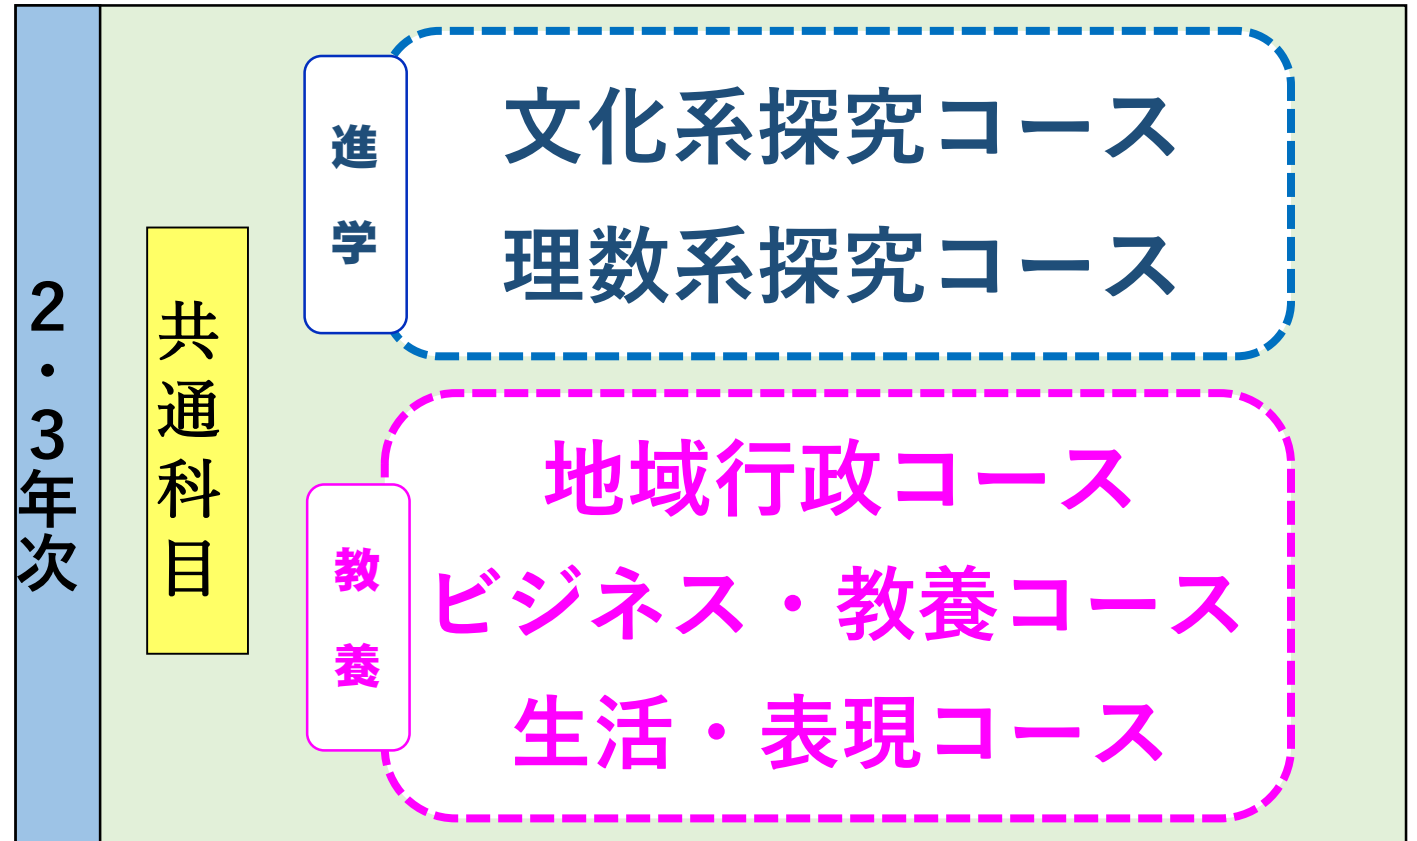 2・3年次
共通科目
進学
文化系探究コース
理数系探究コース
教養
地域行政コース
ビジネス・教養コース
生活・表現コース